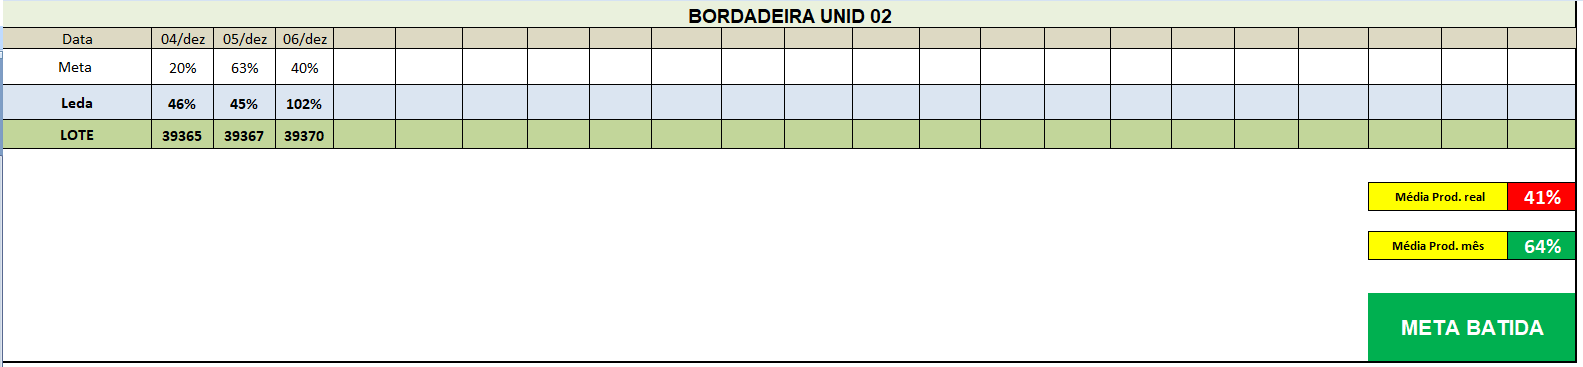 BORDADEIRA UNID 02
Data 04/dez 05/dez 06/dez
Meta 20% 63% 40%
Leda 46% 45% 102%
LOTE 39365 39367 39370
Média Prod. real 41%
Média Prod. mês 64%
META BATIDA